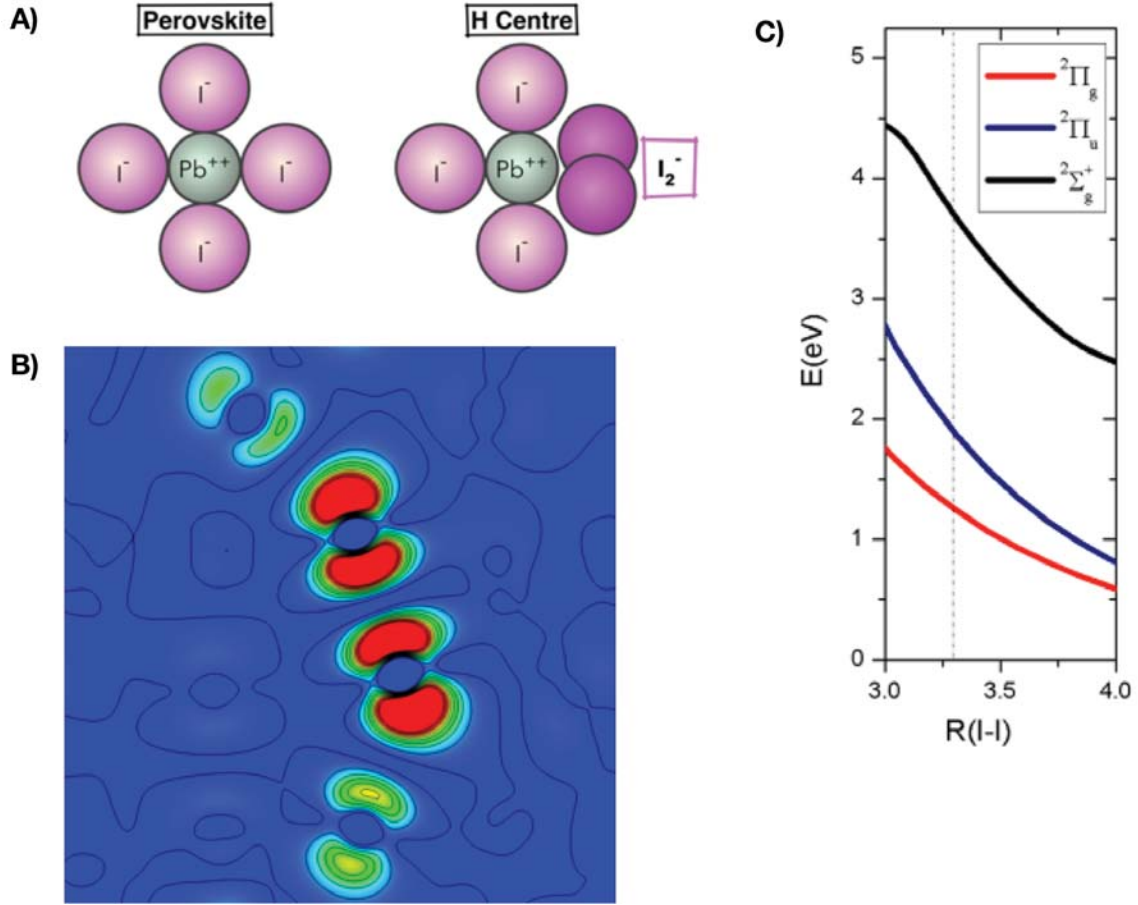 A)
Perovskite
H Centre
I-
I-
Pb++
I-
I-
I-
I-
Pb++
I2-
I-
B)
C)
E(eV)
5
4
3
2
1
0
3.0
3.5
4.0
R(I-I)
²Πg
²Πu
²Σg+